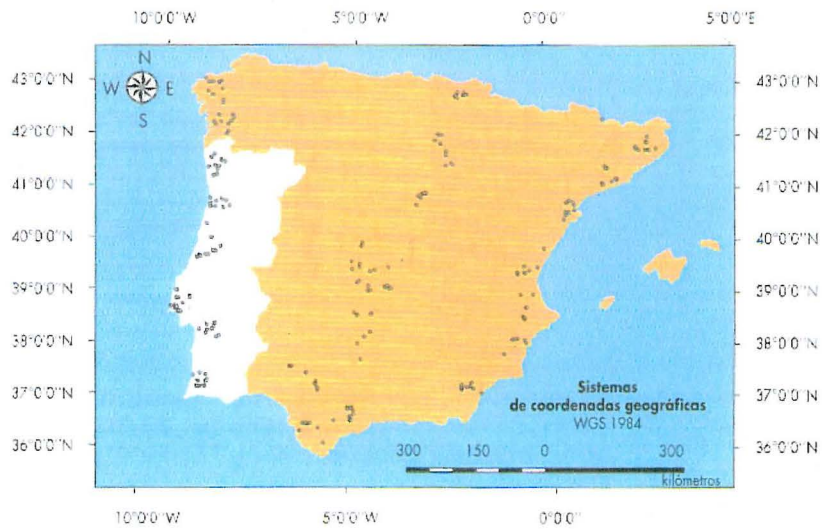 10°0'0"W 5°0'0"W 0°0'0" 5°0'0"E
N
W E
S
43°0'0"N 43°0'0"N
42°0'0"N 42°0'0"N
41°0'0"N 41°0'0"N
40°0'0"N 40°0'0"N
39°0'0"N 39°0'0"N
38°0'0"N 38°0'0"N
37°0'0"N 37°0'0"N
36°0'0"N 36°0'0"N
Sistemas
de coordenadas geográficas
WGS 1984
300 150 0 300
kilómetros
10°0'0"W 5°0'0"W 0°0'0"